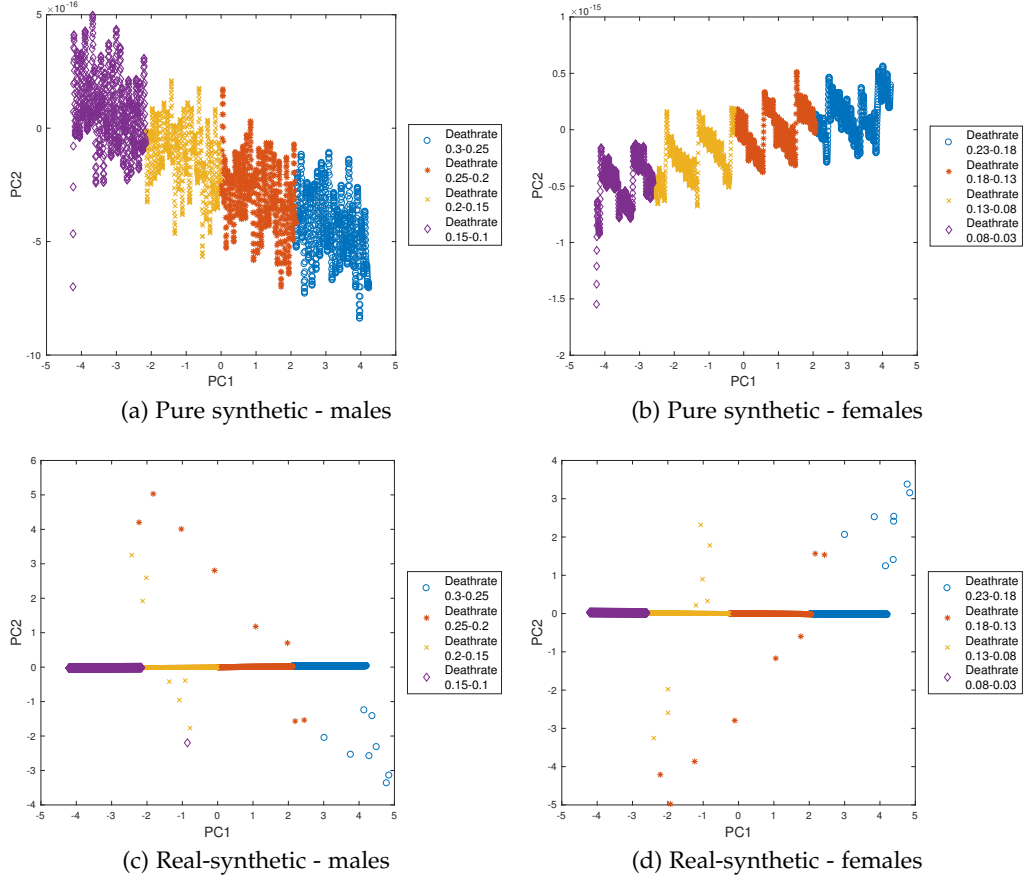 ×10⁻¹⁶
5
0
-5
-10
PC2
-5 -4 -3 -2 -1 0 1 2 3 4 5
PC1
Deathrate
0.3-0.25
Deathrate
0.25-0.2
Deathrate
0.2-0.15
Deathrate
0.15-0.1
(a) Pure synthetic - males
×10⁻¹⁵
1
0.5
0
-0.5
-1
-1.5
-2
PC2
-5 -4 -3 -2 -1 0 1 2 3 4 5
PC1
Deathrate
0.23-0.18
Deathrate
0.18-0.13
Deathrate
0.13-0.08
Deathrate
0.08-0.03
(b) Pure synthetic - females
6
5
4
3
2
1
0
-1
-2
-3
-4
PC2
-5 -4 -3 -2 -1 0 1 2 3 4 5
PC1
Deathrate
0.3-0.25
Deathrate
0.25-0.2
Deathrate
0.2-0.15
Deathrate
0.15-0.1
(c) Real-synthetic - males
4
3
2
1
0
-1
-2
-3
-4
-5
PC2
-5 -4 -3 -2 -1 0 1 2 3 4 5
PC1
Deathrate
0.23-0.18
Deathrate
0.18-0.13
Deathrate
0.13-0.08
Deathrate
0.08-0.03
(d) Real-synthetic - females